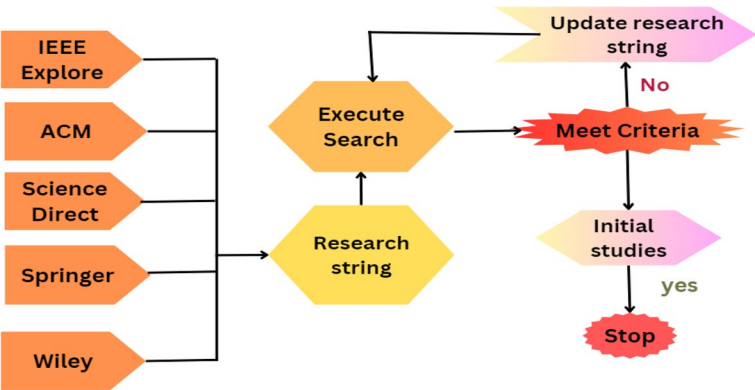 IEEE
Explore
ACM
Science
Direct
Springer
Wiley
Research
string
Execute
Search
Update research
string
No
Meet Criteria
Initial
studies
yes
Stop